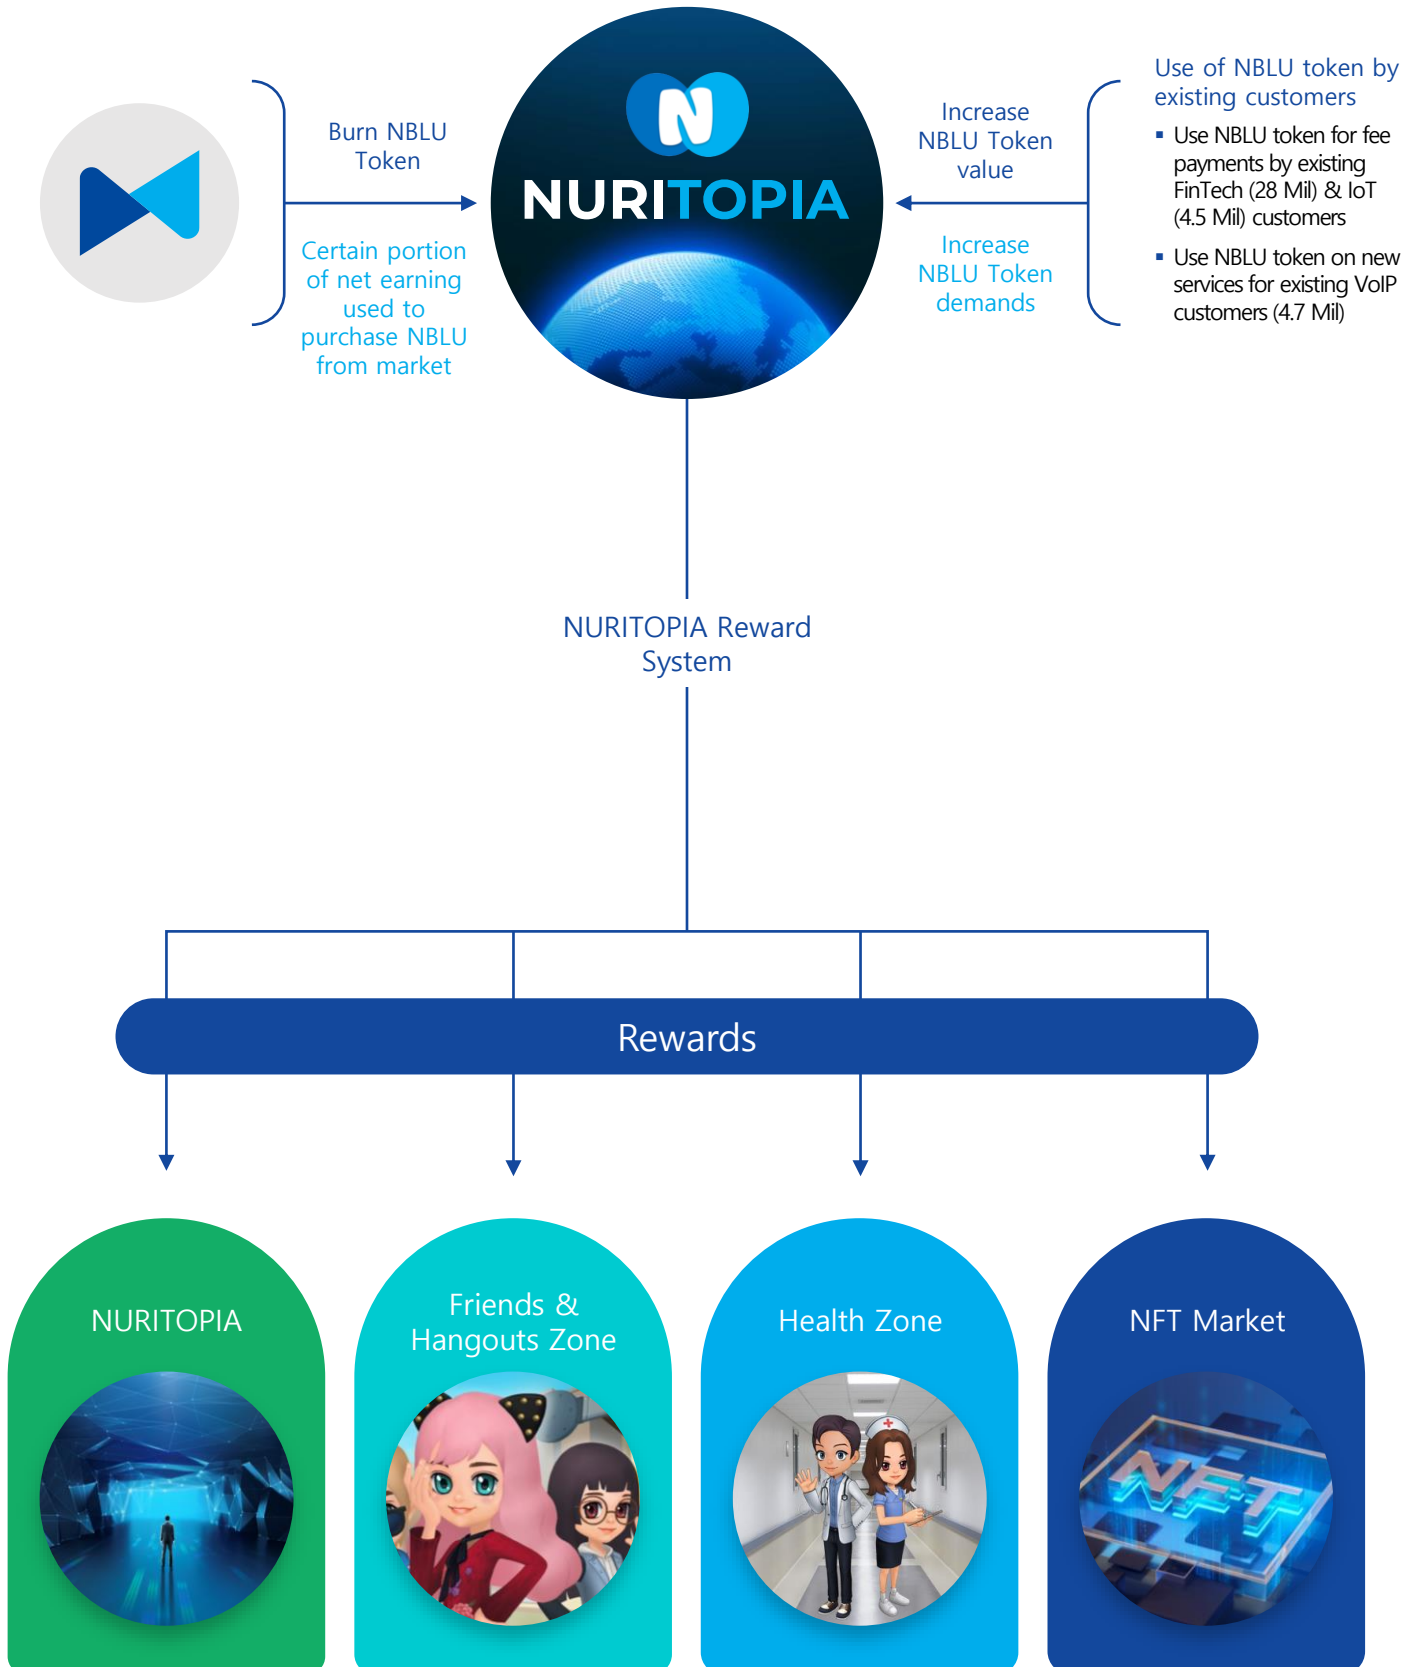 Burn NBLU
Token
Certain portion
of net earning
used to
purchase NBLU
from market
N
NURITOPIA
Increase
NBLU Token
value
Increase
NBLU Token
demands
Use of NBLU token by
existing customers
▪ Use NBLU token for fee
payments by existing
FinTech (28 Mil) & IoT
(4.5 Mil) customers
▪ Use NBLU token on new
services for existing VoIP
customers (4.7 Mil)
NURITOPIA Reward
System
Rewards
NURITOPIA
Friends &
Hangouts Zone
Health Zone
NFT Market
NFT